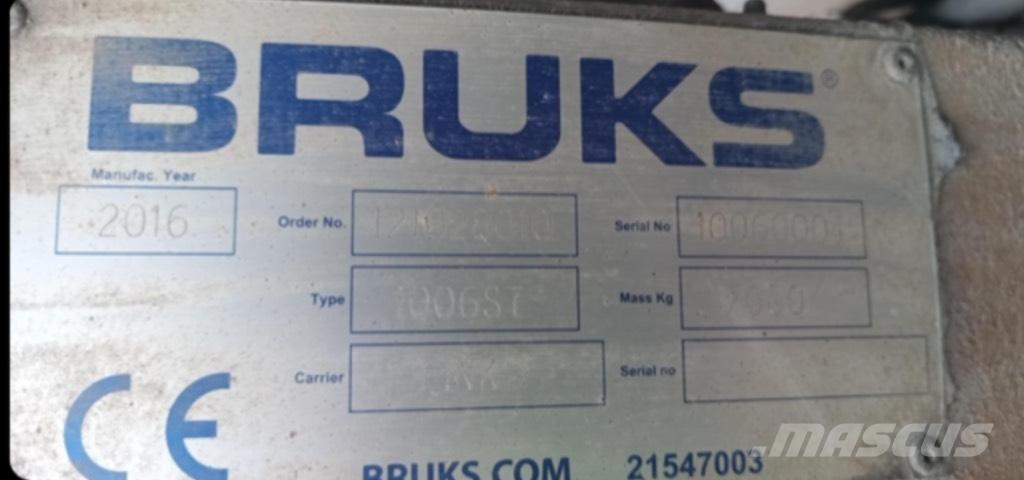 BRUKS®
Manufac. Year
2016
Order No.
Serial No
Type 1006ST
Mass Kg
Carrier
Serial no
CE
BRUKS.COM 21547003
MASCUS